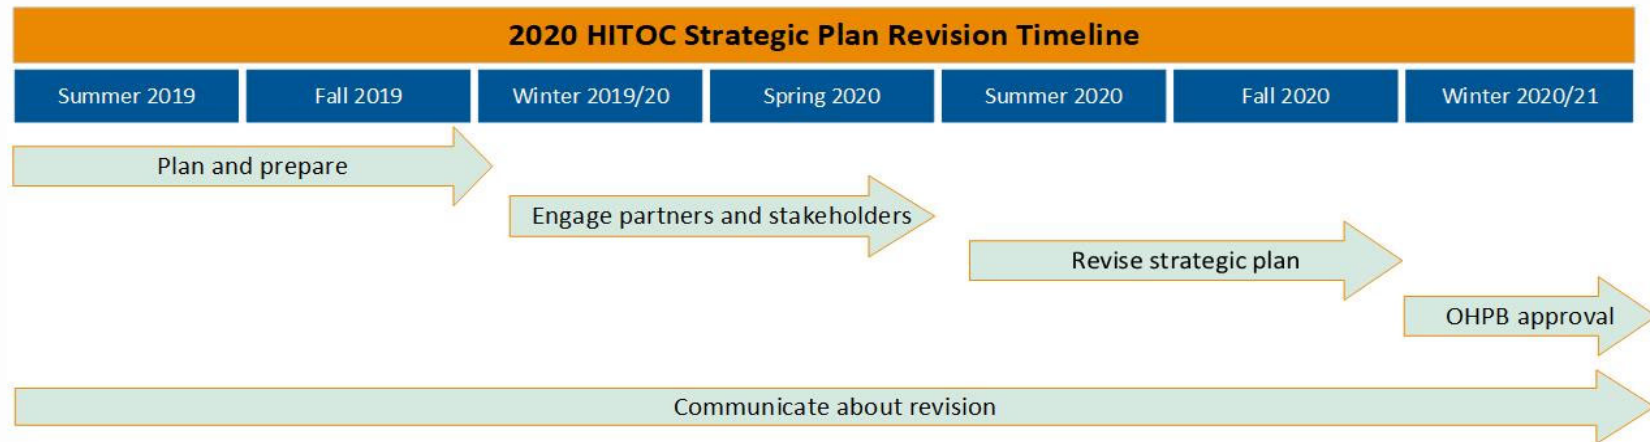 2020 HITOC Strategic Plan Revision Timeline
Summer 2019
Fall 2019
Winter 2019/20
Spring 2020
Summer 2020
Fall 2020
Winter 2020/21
Plan and prepare
Engage partners and stakeholders
Revise strategic plan
OHPB approval
Communicate about revision